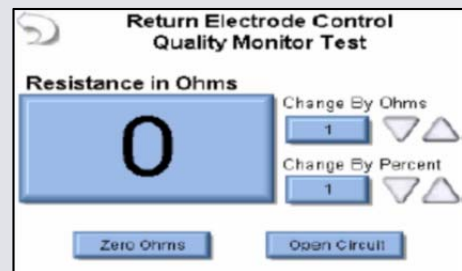 Return Electrode Control
Quality Monitor Test
Resistance in Ohms
0
Change By Ohms
1
Change By Percent
1
Zero Ohms
Open Circuit